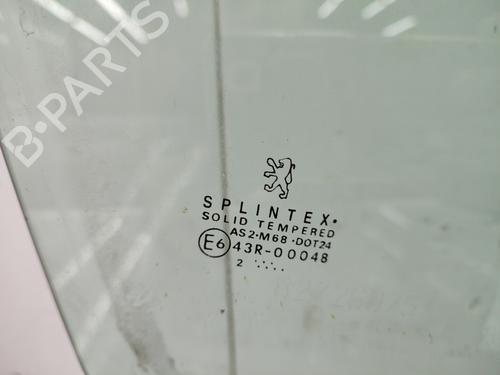 B-PARTS
SPLINTEX·
SOLID TEMPERED
AS2·M68·DOT24
E6 43R-00048
2